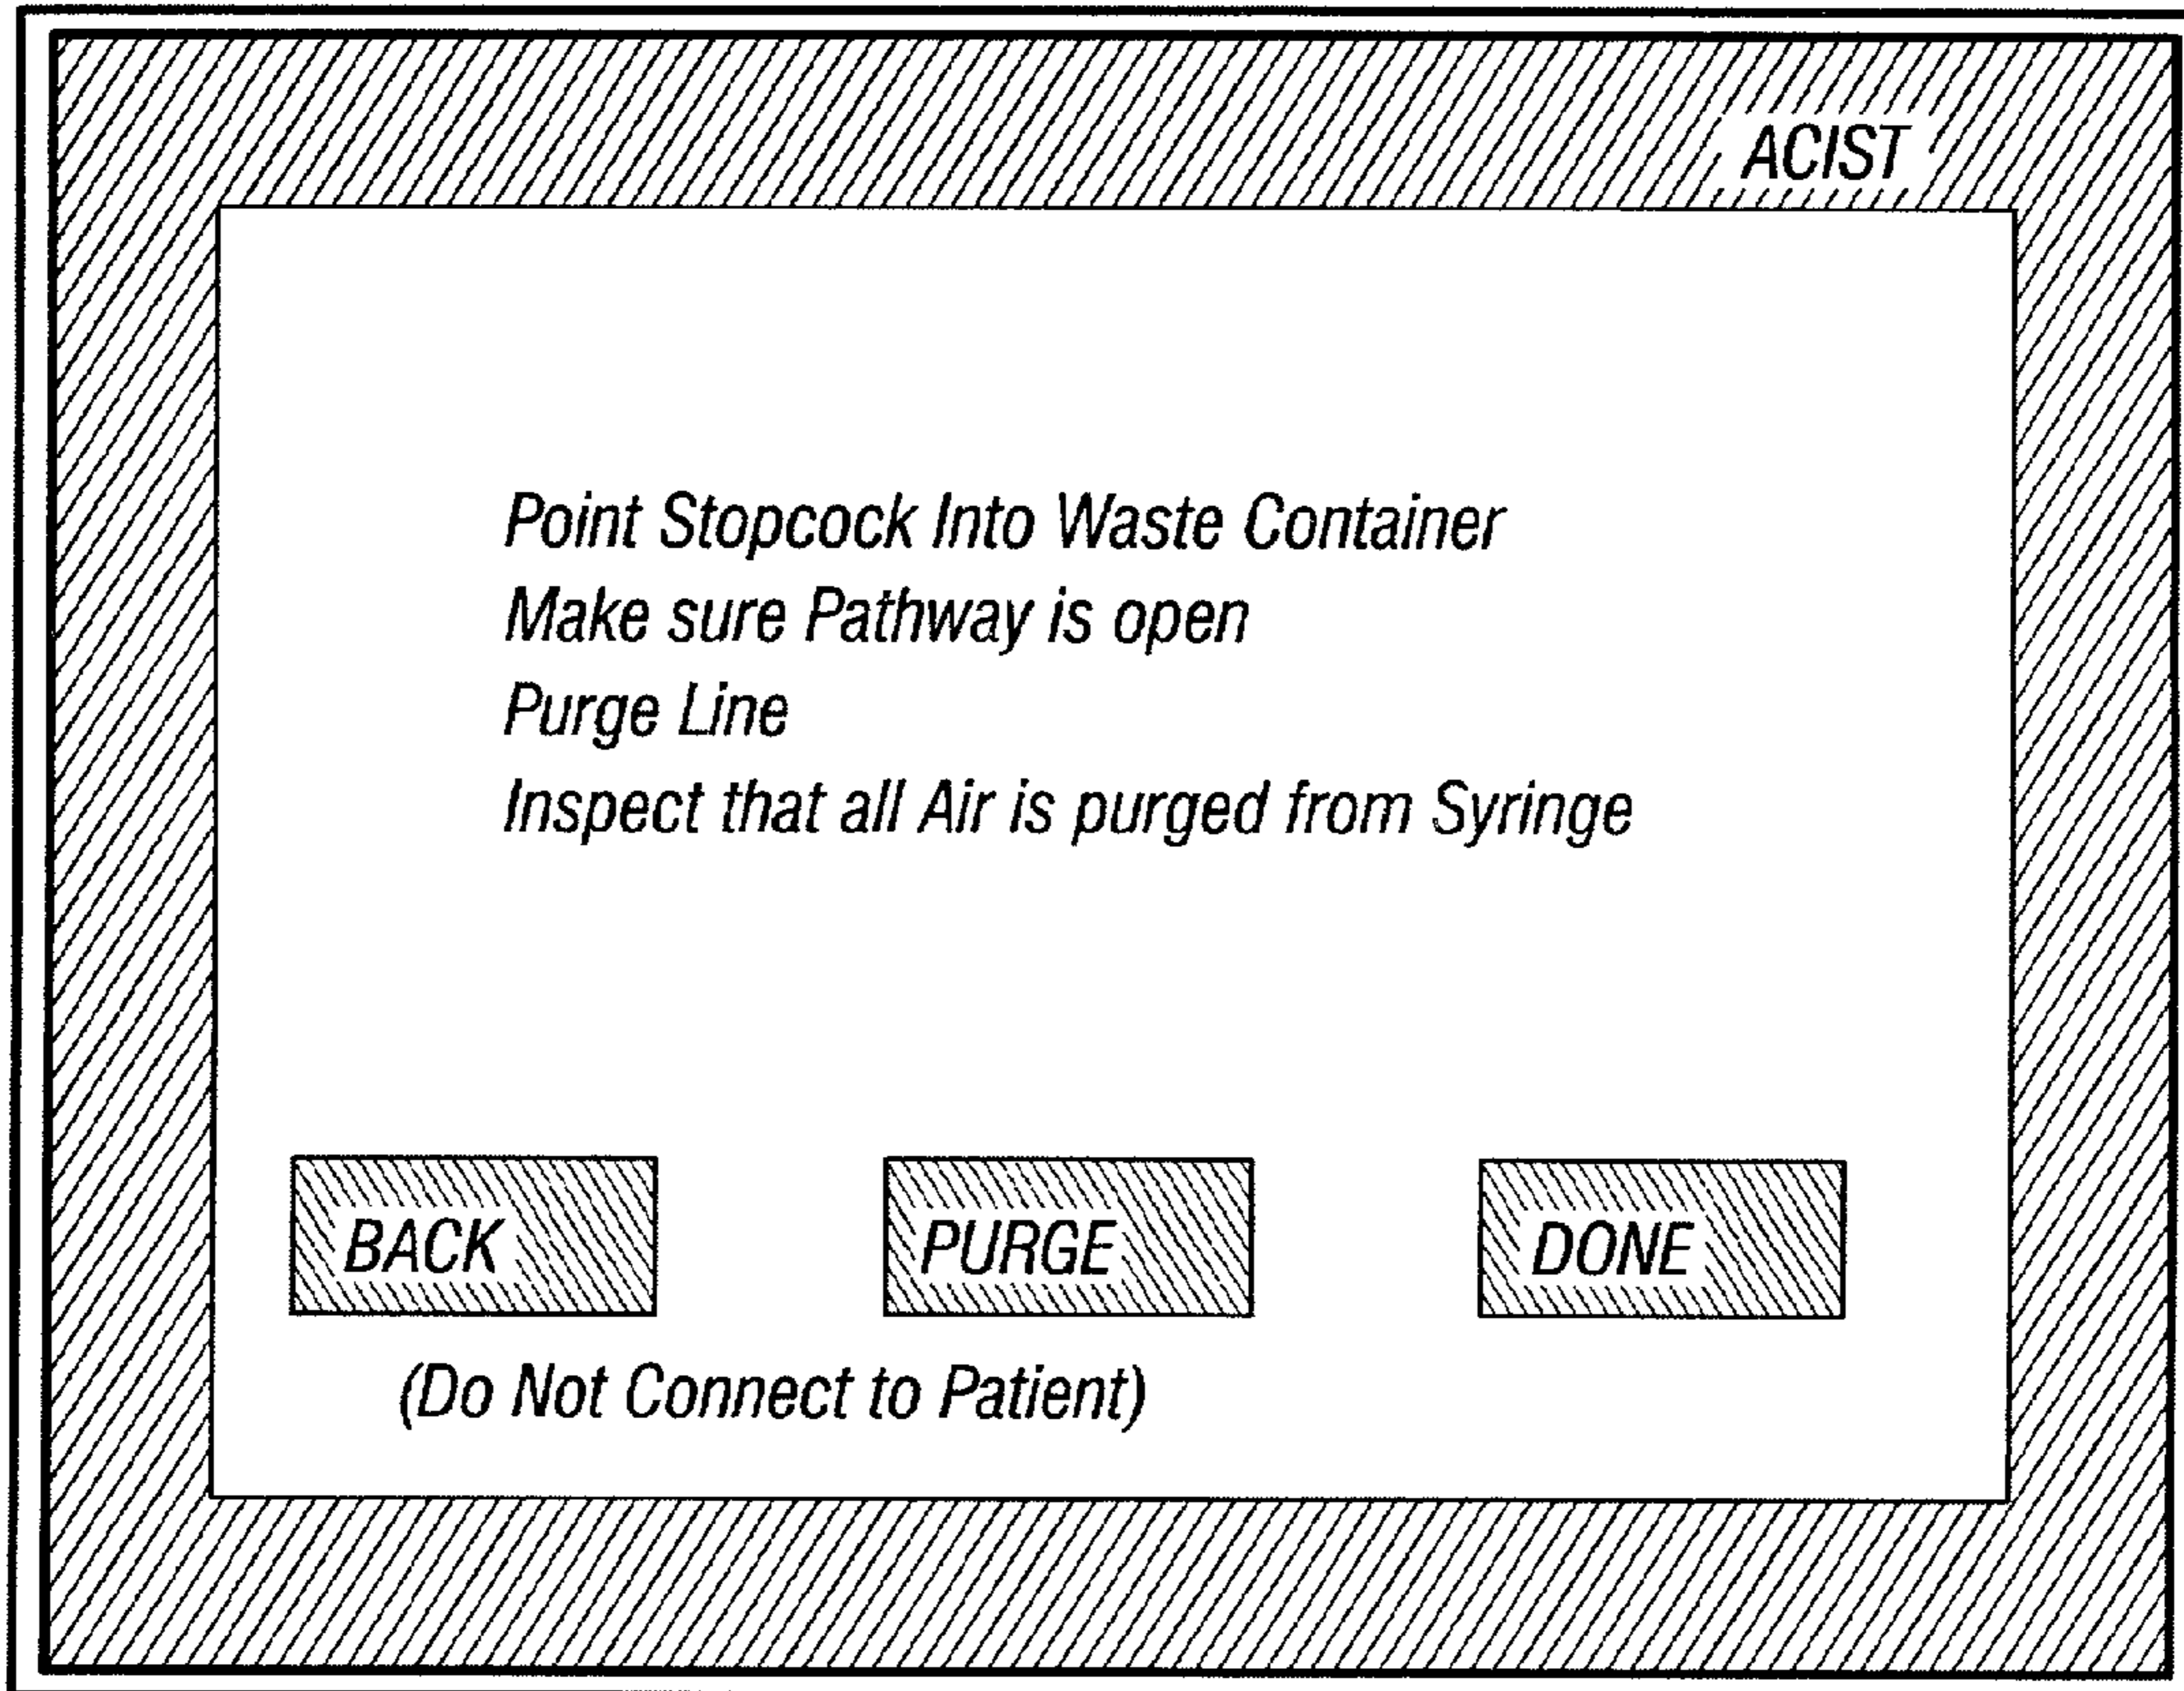 ACIST
Point Stopcock Into Waste Container
Make sure Pathway is open
Purge Line
Inspect that all Air is purged from Syringe
BACK
PURGE
DONE
(Do Not Connect to Patient)